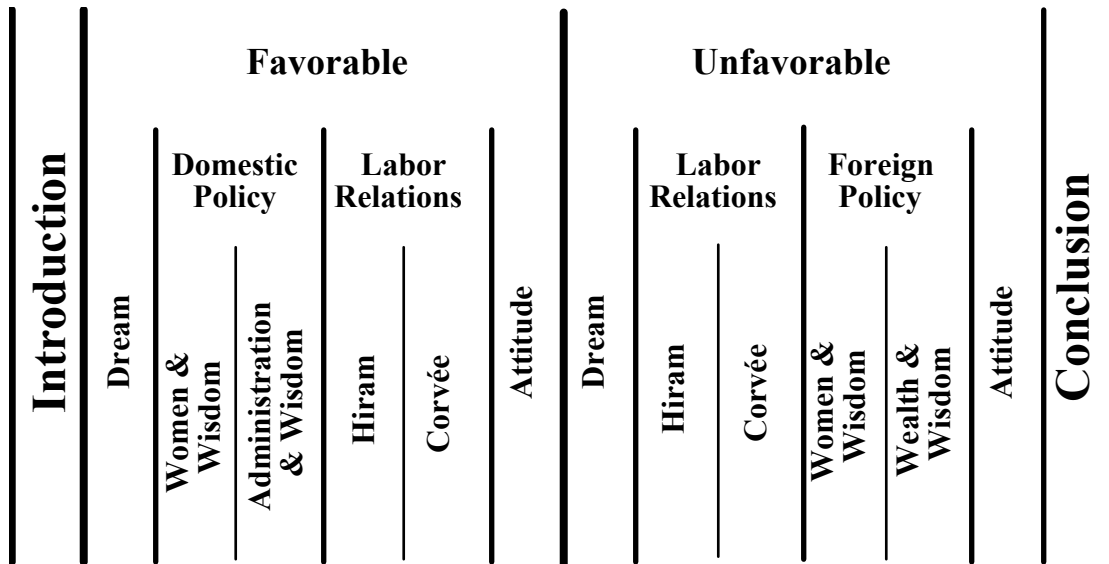 Introduction
Favorable
Dream
Domestic
Policy
Women &
Wisdom
Administration
& Wisdom
Labor
Relations
Hiram
Corvée
Attitude
Unfavorable
Dream
Labor
Relations
Hiram
Corvée
Foreign
Policy
Women &
Wisdom
Wealth &
Wisdom
Attitude
Conclusion